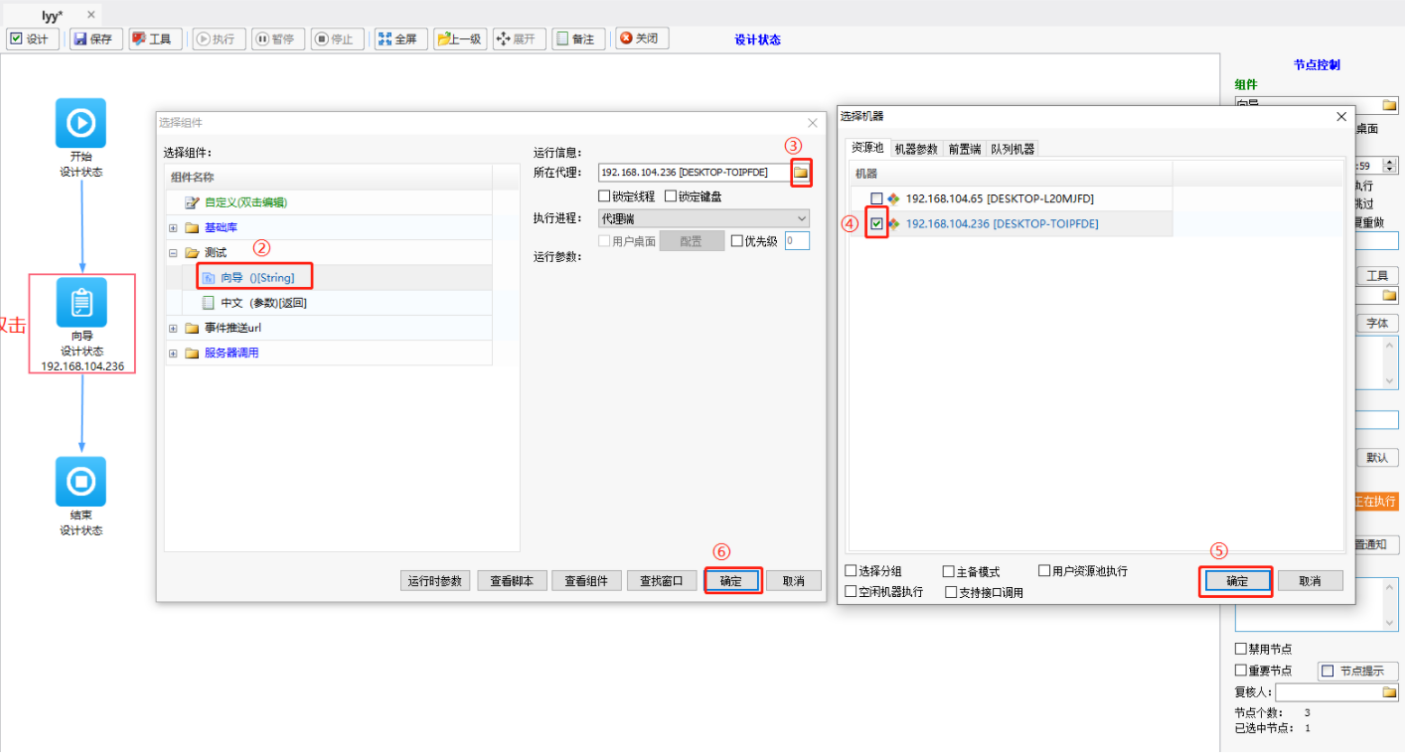 lyy*
设计 保存 工具 执行 暂停 停止 全屏 上一级 展开 备注 关闭 设计状态
开始
设计状态
双击
向导
设计状态
192.168.104.236
结束
设计状态
选择组件
选择组件:
组件名称
自定义(双击编辑)
基础库
测试 ②
向导 ()[String]
中文 (参数)[返回]
事件推送url
服务器调用
运行信息: ③
所在代理: 192.168.104.236 [DESKTOP-TOIPFDE]
锁定线程 锁定键盘
执行进程: 代理端
用户桌面 配置 优先级 0
运行参数:
⑥
运行时参数 查看脚本 查看组件 查找窗口 确定 取消
选择机器
资源池 机器参数 前置端 队列机器
机器
192.168.104.65 [DESKTOP-L20MJFD]
④ 192.168.104.236 [DESKTOP-TOIPFDE]
⑤
选择分组 主备模式 用户资源池执行
空闲机器执行 支持接口调用
确定 取消
节点控制
组件
向导
桌面
:59
执行
跳过
复重做
工具
字体
默认
正在执行
置通知
禁用节点
重要节点 节点提示
复核人:
节点个数: 3
已选中节点: 1